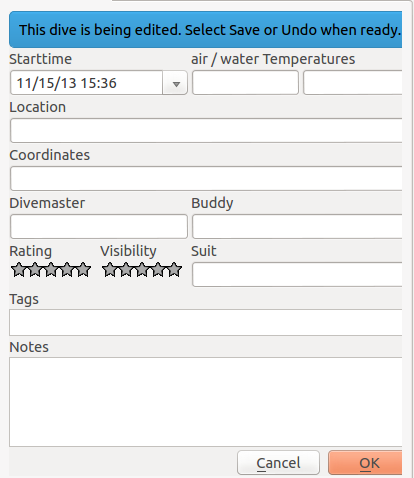 This dive is being edited. Select Save or Undo when ready.
Starttime air / water Temperatures
11/15/13 15:36
Location
Coordinates
Divemaster Buddy
Rating Visibility Suit
Tags
Notes
Cancel OK